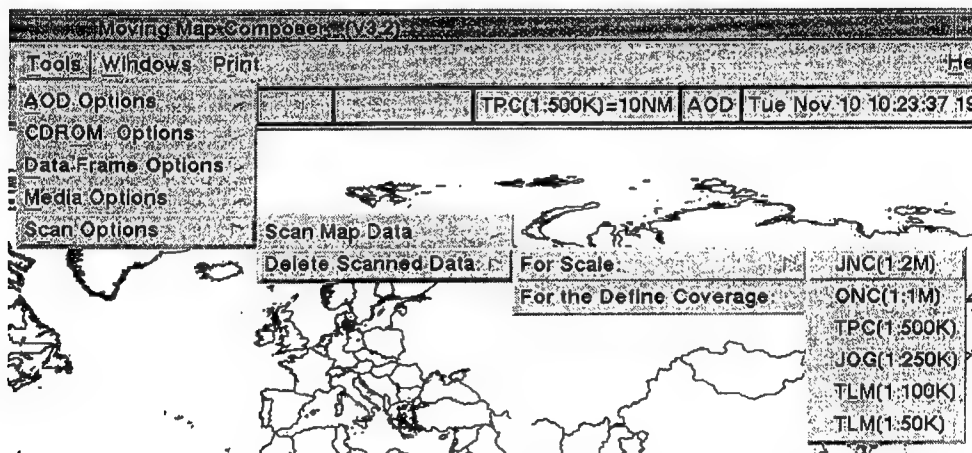 Moving Map Composer (V3.2)
Tools Windows Print
AOD Options
CDROM Options
Data Frame Options
Media Options
Scan Options
TPC(1:500K)=10NM AOD Tue Nov 10 10:23:37
Scan Map Data
Delete Scanned Data
For Scale
For the Define Coverage
JNC(1:2M)
ONC(1:1M)
TPC(1:500K)
JOG(1:250K)
TLM(1:100K)
TLM(1:50K)